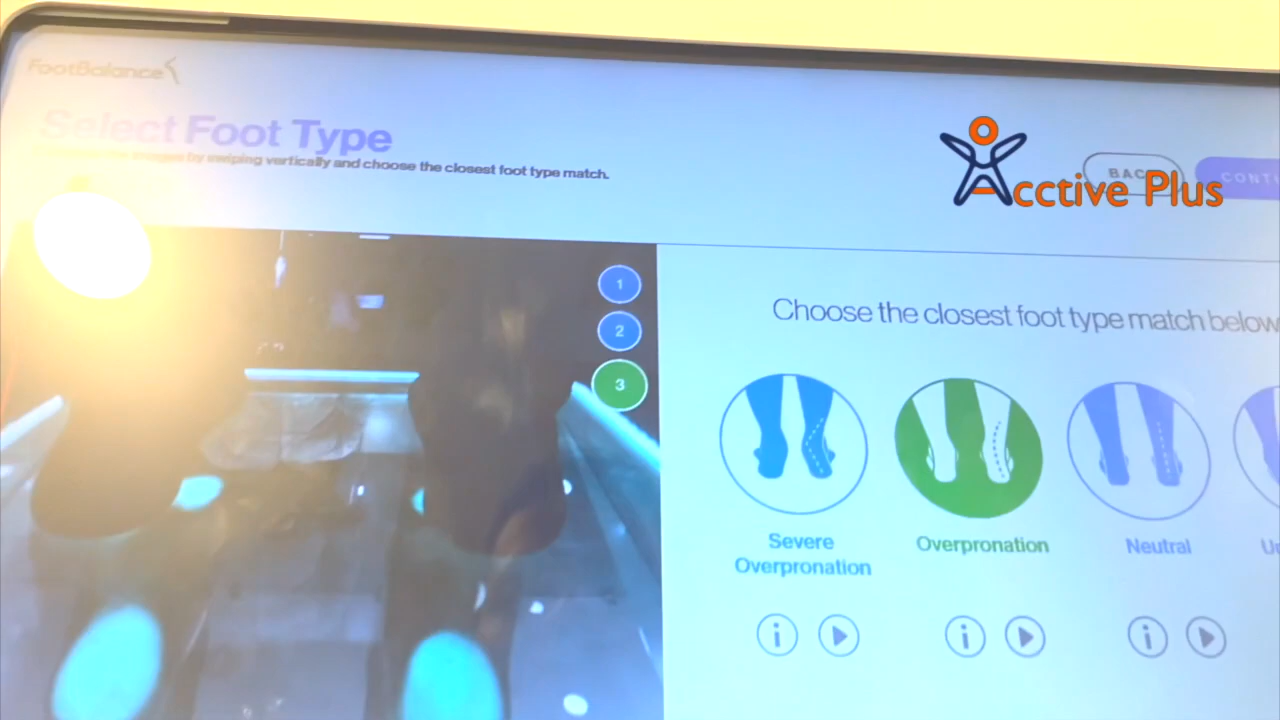 FootBalance
Select Foot Type
images by swiping vertically and choose the closest foot type match.
Acctive Plus
1
2
3
Choose the closest foot type match below
Severe
Overpronation
Overpronation
Neutral